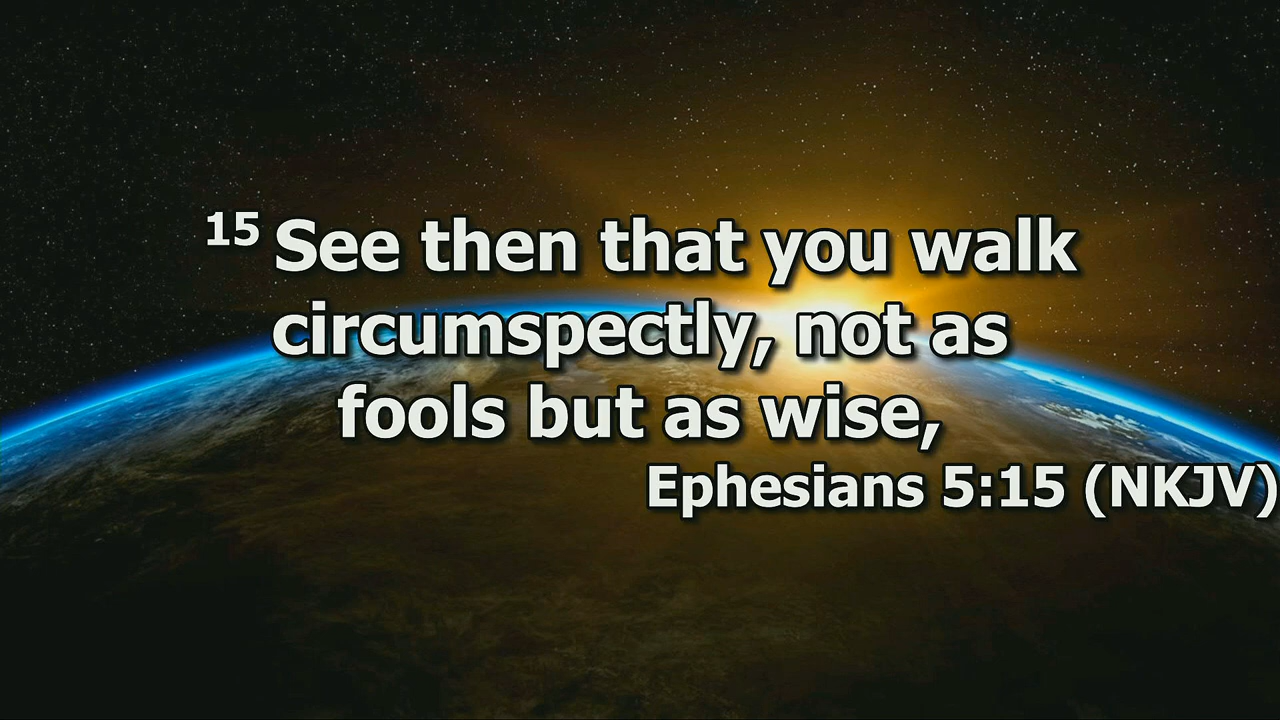 15 See then that you walk
circumspectly, not as
fools but as wise,
Ephesians 5:15 (NKJV)